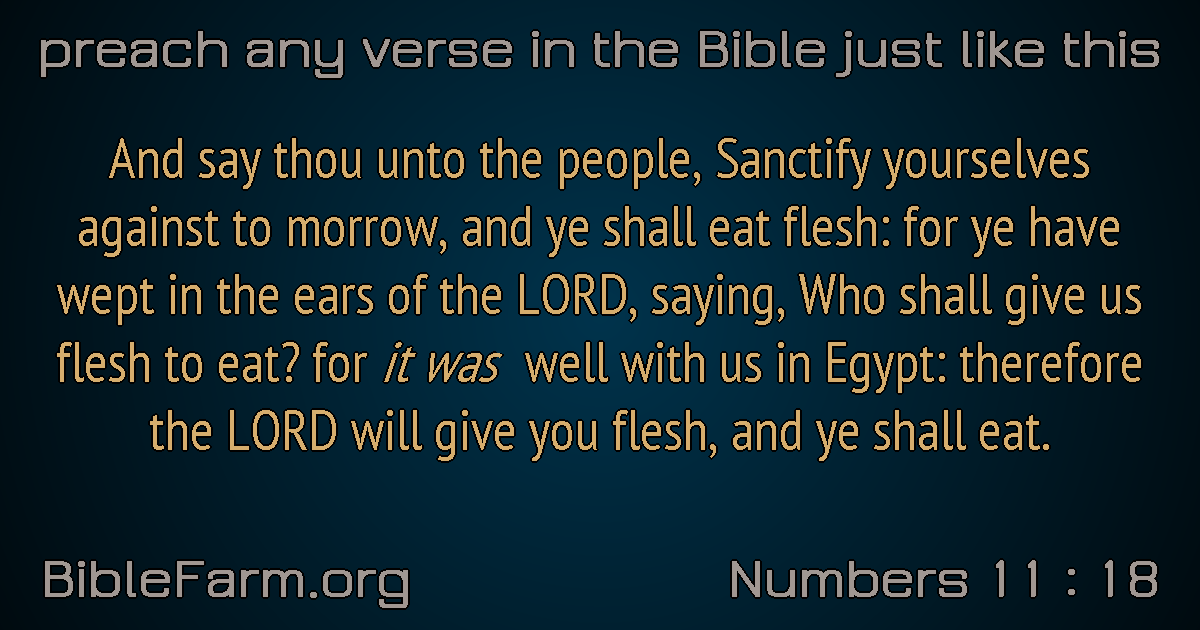 preach any verse in the Bible just like this
And say thou unto the people, Sanctify yourselves
against to morrow, and ye shall eat flesh: for ye have
wept in the ears of the LORD, saying, Who shall give us
flesh to eat? for it was well with us in Egypt: therefore
the LORD will give you flesh, and ye shall eat.
BibleFarm.org
Numbers 11 : 18